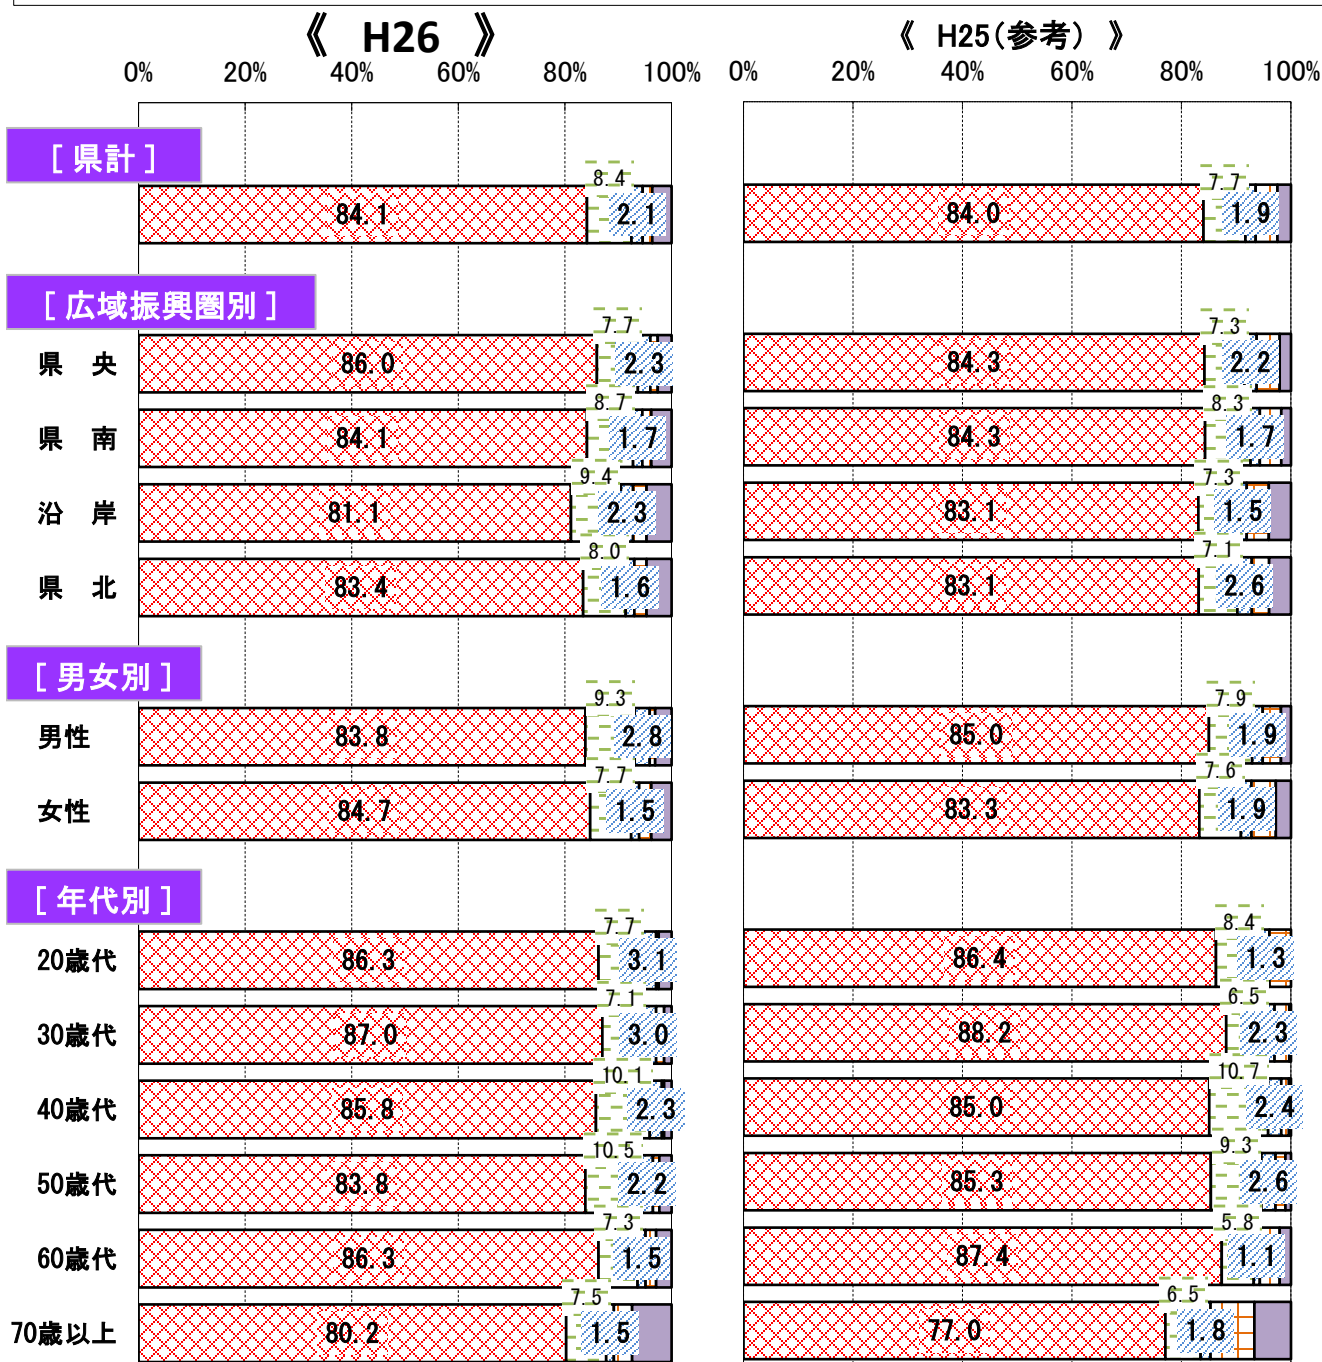 《 H26 》
《 H25(参考) 》
0% 20% 40% 60% 80% 100%
0% 20% 40% 60% 80% 100%
[ 県計 ]
84.1 8.4 2.1
84.0 7.7 1.9
[ 広域振興圏別 ]
県 央 86.0 7.7 2.3
84.3 7.3 2.2
県 南 84.1 8.7 1.7
84.3 8.3 1.7
沿 岸 81.1 9.4 2.3
83.1 7.3 1.5
県 北 83.4 8.0 1.6
83.1 7.1 2.6
[ 男女別 ]
男性 83.8 9.3 2.8
85.0 7.9 1.9
女性 84.7 7.7 1.5
83.3 7.6 1.9
[ 年代別 ]
20歳代 86.3 7.7 3.1
86.4 8.4 1.3
30歳代 87.0 7.1 3.0
88.2 6.5 2.3
40歳代 85.8 10.1 2.3
85.0 10.7 2.4
50歳代 83.8 10.5 2.2
85.3 9.3 2.6
60歳代 86.3 7.3 1.5
87.4 5.8 1.1
70歳以上 80.2 7.5 1.5
77.0 6.5 1.8